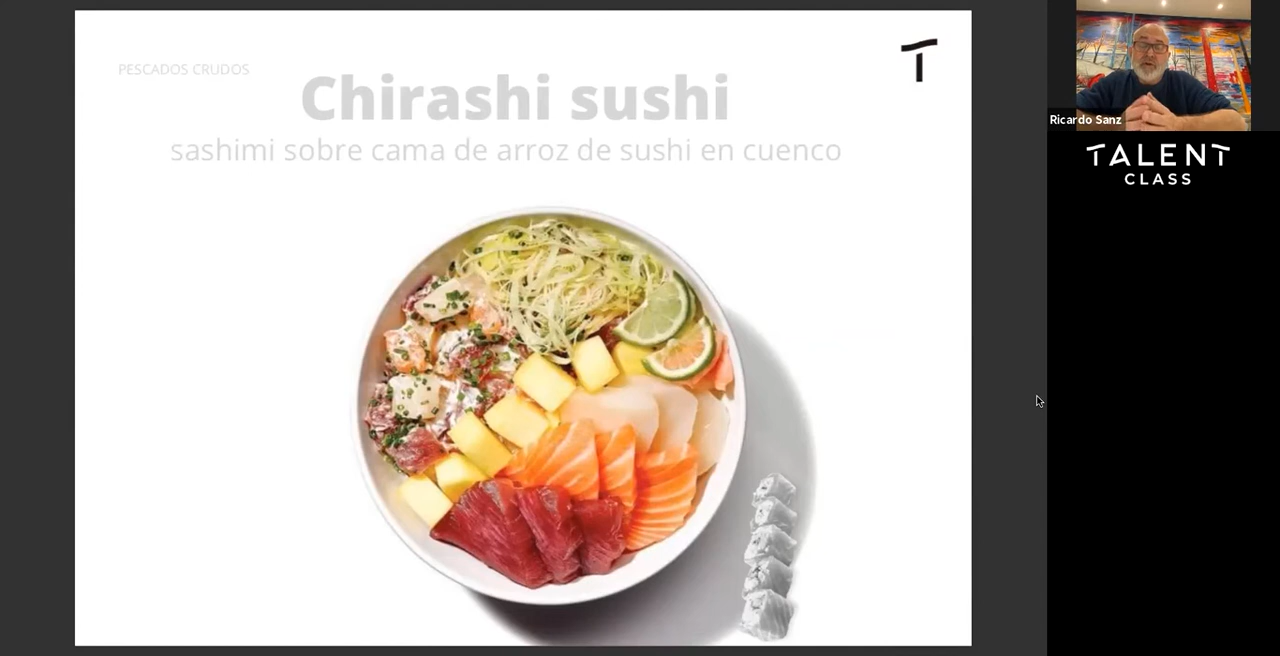 PESCADOS CRUDOS
T
Chirashi sushi
sashimi sobre cama de arroz de sushi en cuenco
Ricardo Sanz
TALENT
CLASS